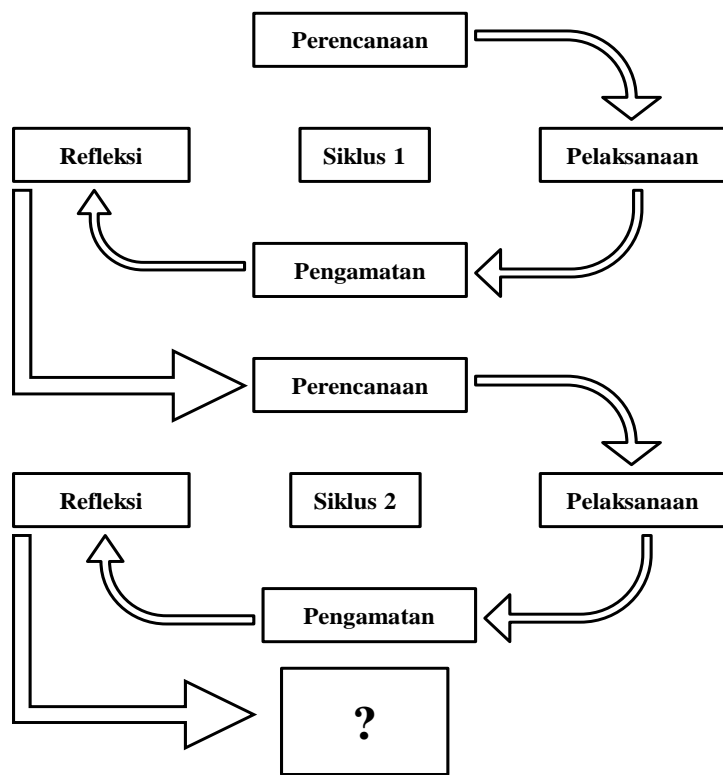 Perencanaan
Refleksi
Siklus 1
Pelaksanaan
Pengamatan
Perencanaan
Refleksi
Siklus 2
Pelaksanaan
Pengamatan
?